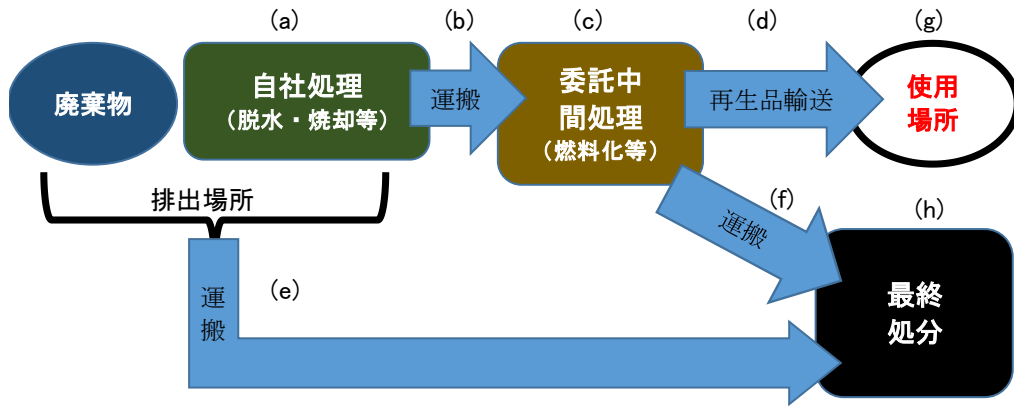 (a)
(b)
(c)
(d)
(g)
廃棄物
自社処理
(脱水・焼却等)
運搬
委託中
間処理
(燃料化等)
再生品輸送
使用
場所
排出場所
(f)
運搬
(h)
運
搬
(e)
最終
処分